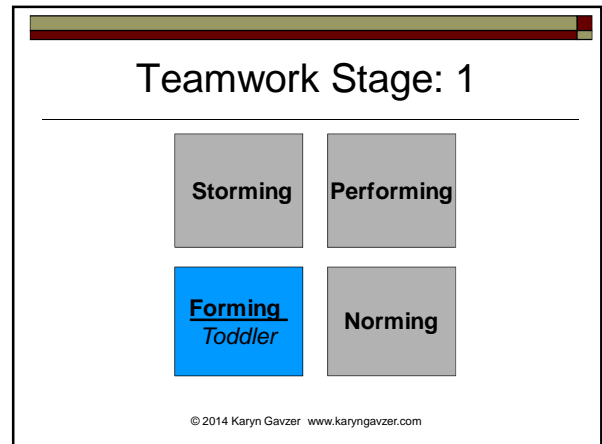 Teamwork Stage: 1
Storming
Performing
Forming
Toddler
Norming
© 2014 Karyn Gavzer www.karyngavzer.com